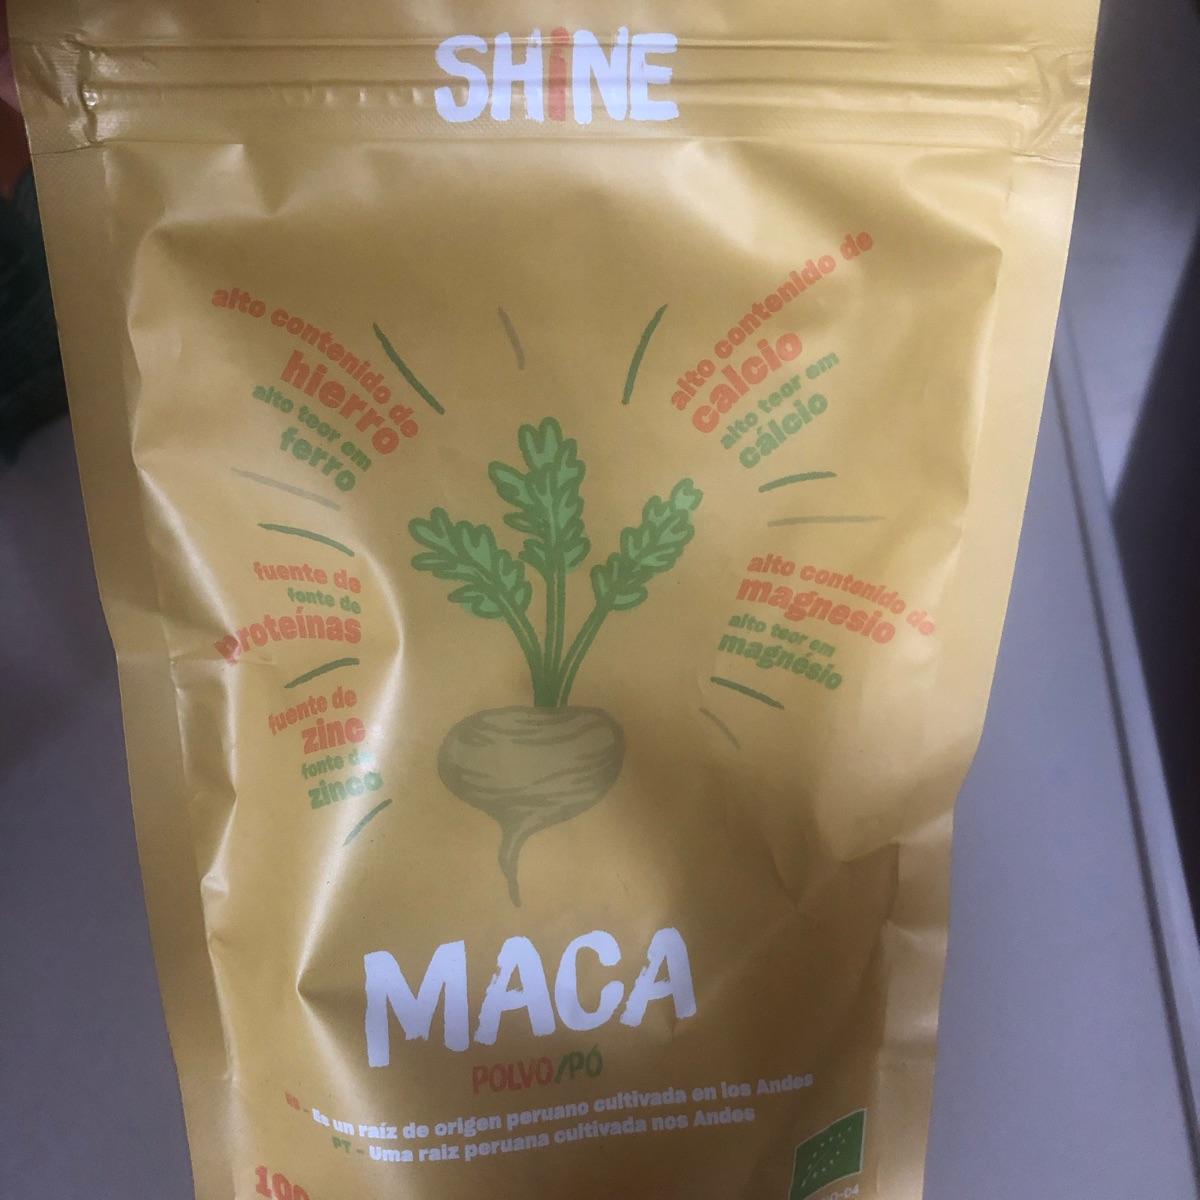 SHINE
alto contenido de
hierro
alto teor em
ferro
alto contenido de
calcio
alto teor em
cálcio
fuente de
fonte de
proteínas
alto contenido de
magnesio
alto teor em
magnésio
fuente de
zinc
fonte de
zinco
MACA
POLVO/PÓ
ES - Es un raíz de origen peruano cultivada en los Andes
PT - Uma raiz peruana cultivada nos Andes